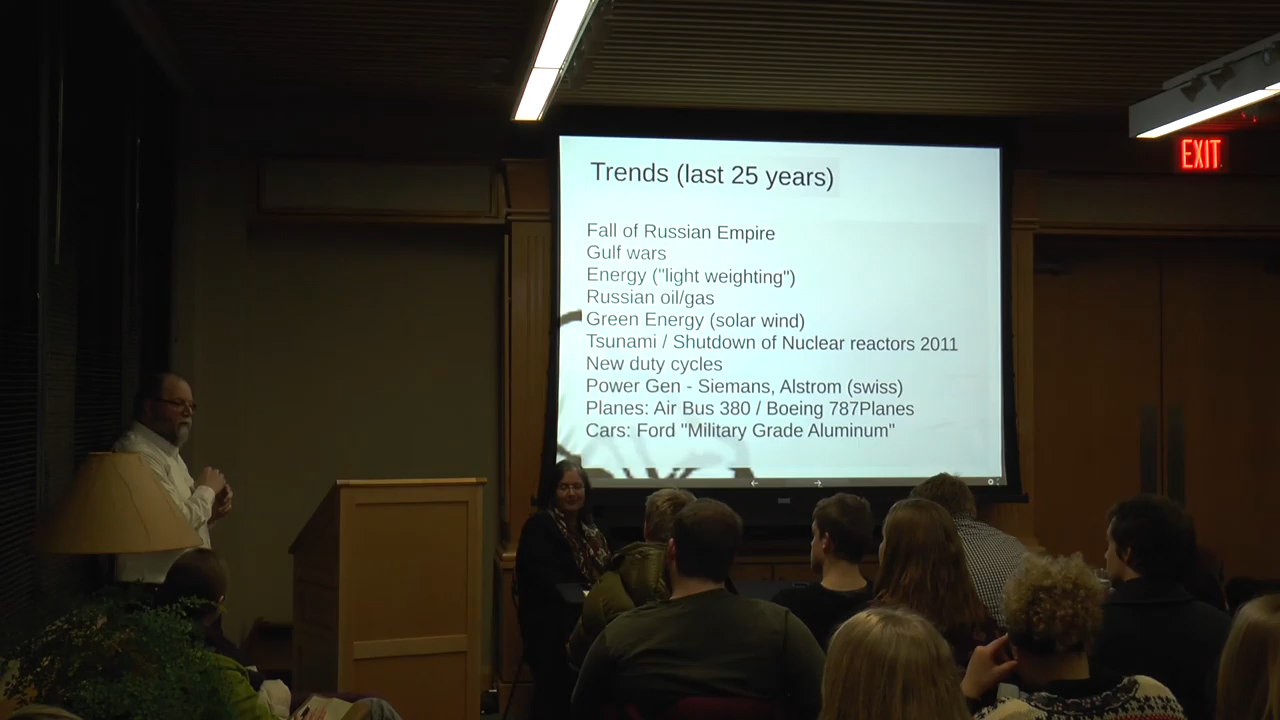 Trends (last 25 years)
Fall of Russian Empire
Gulf wars
Energy ("light weighting")
Russian oil/gas
Green Energy (solar wind)
Tsunami / Shutdown of Nuclear reactors 2011
New duty cycles
Power Gen - Siemans, Alstrom (swiss)
Planes: Air Bus 380 / Boeing 787Planes
Cars: Ford "Military Grade Aluminum"
EXIT